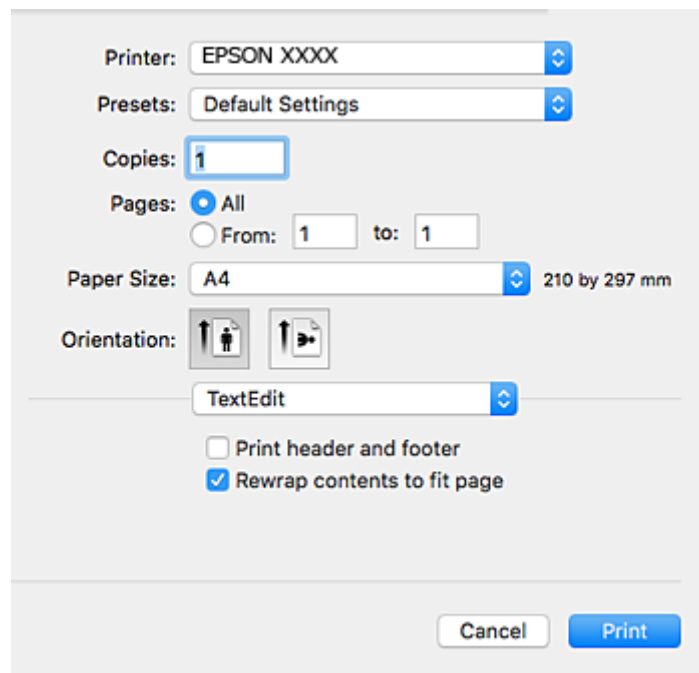 Printer: EPSON XXXX
Presets: Default Settings
Copies: 1
Pages: All
From: 1 to: 1
Paper Size: A4 210 by 297 mm
Orientation:
TextEdit
Print header and footer
Rewrap contents to fit page
Cancel Print